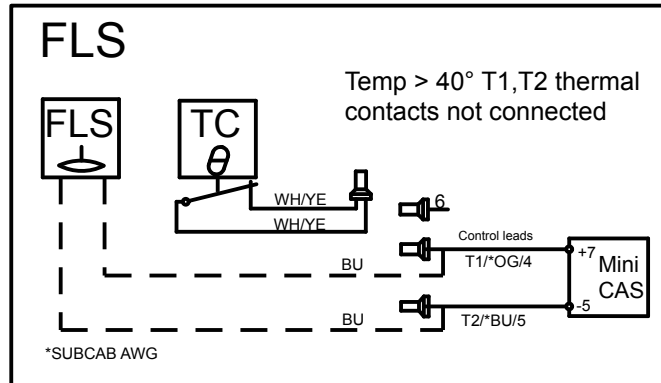 FLS
Temp > 40° T1,T2 thermal
contacts not connected
FLS
TC
WH/YE
WH/YE
6
Control leads
BU
T1/*OG/4
+7
Mini
CAS
-5
BU
T2/*BU/5
*SUBCAB AWG